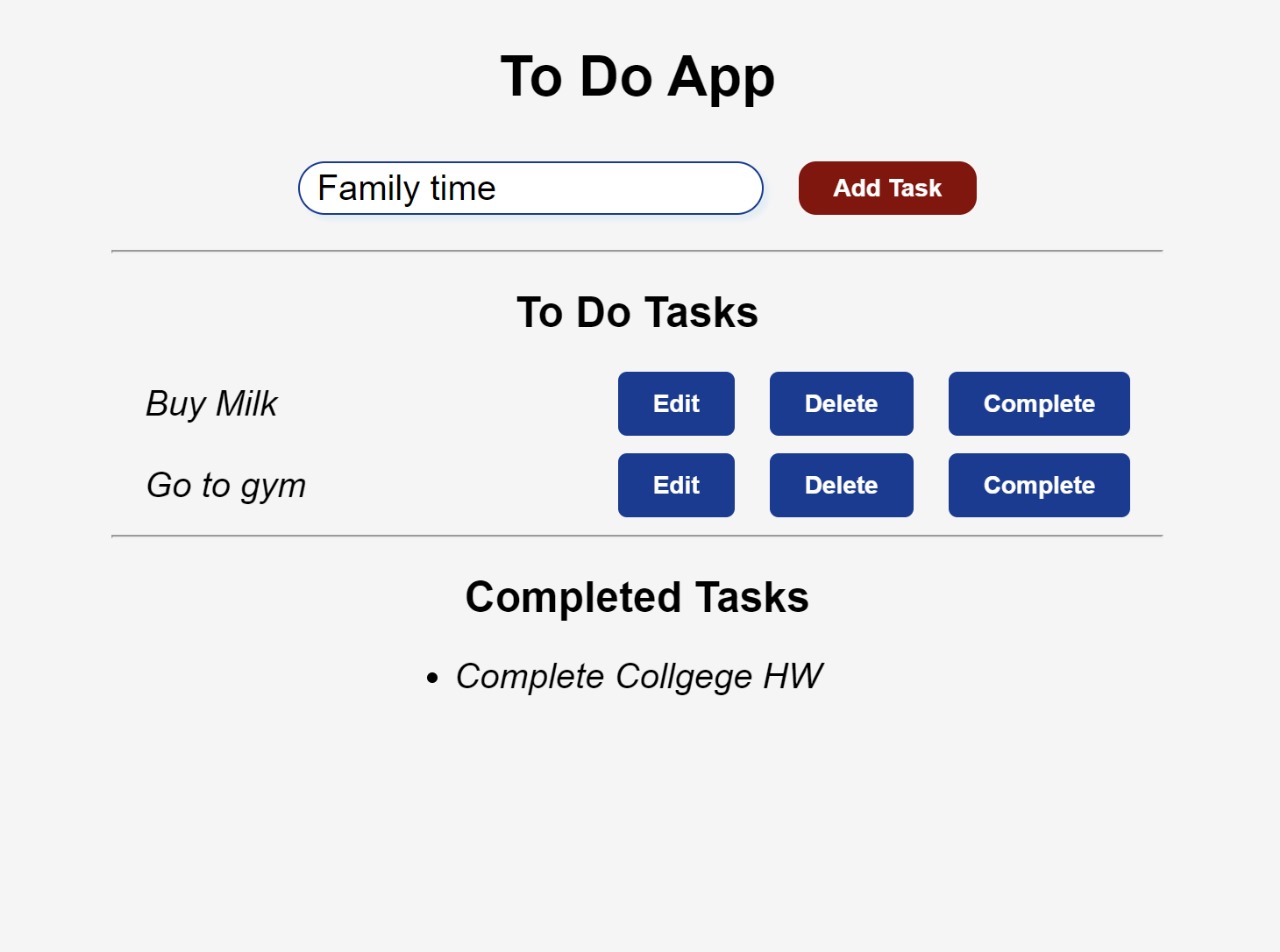 To Do App
Family time Add Task
To Do Tasks
Buy Milk Edit Delete Complete
Go to gym Edit Delete Complete
Completed Tasks
• Complete Collgege HW